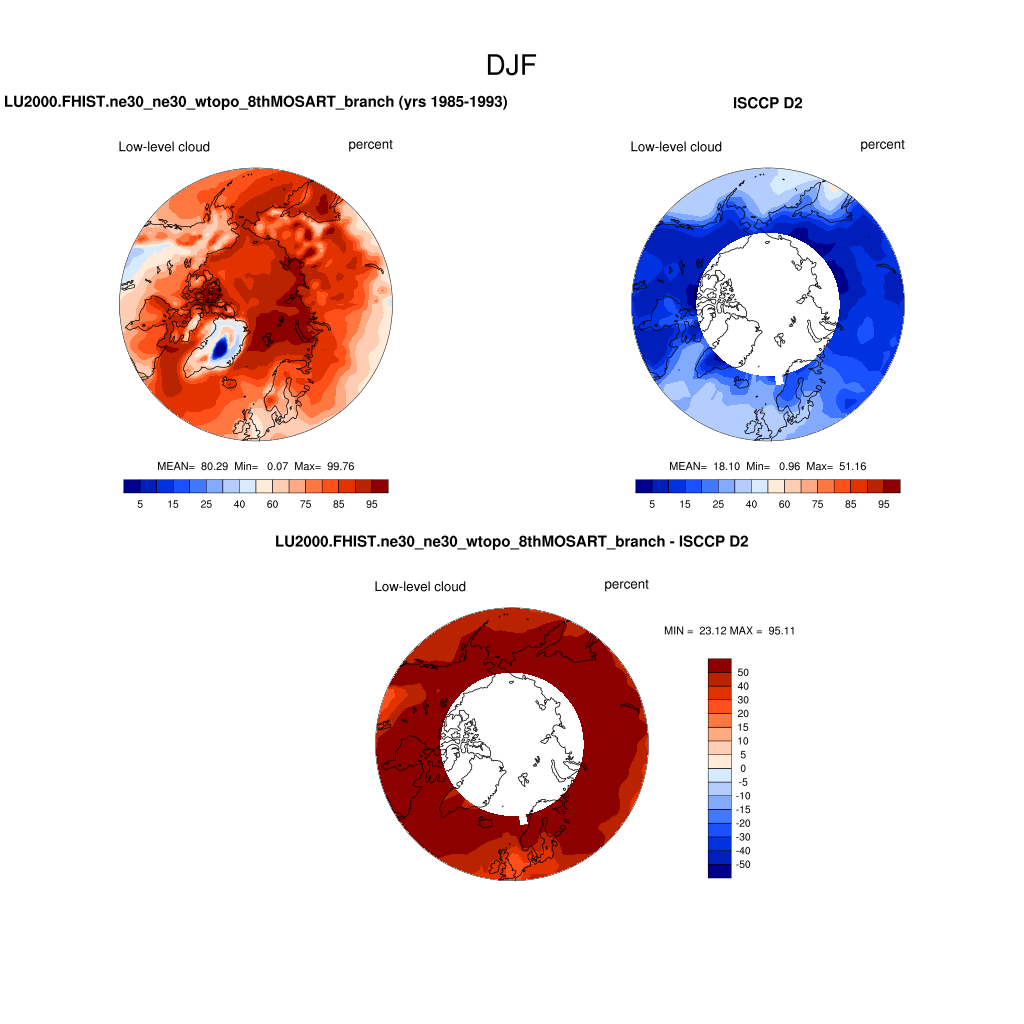 DJF
LU2000.FHIST.ne30_ne30_wtopo_8thMOSART_branch (yrs 1985-1993)
Low-level cloud percent
MEAN= 80.29 Min= 0.07 Max= 99.76
5 15 25 40 60 75 85 95
ISCCP D2
Low-level cloud percent
MEAN= 18.10 Min= 0.96 Max= 51.16
5 15 25 40 60 75 85 95
LU2000.FHIST.ne30_ne30_wtopo_8thMOSART_branch - ISCCP D2
Low-level cloud percent
MIN = 23.12 MAX = 95.11
50
40
30
20
15
10
5
0
-5
-10
-15
-20
-30
-40
-50